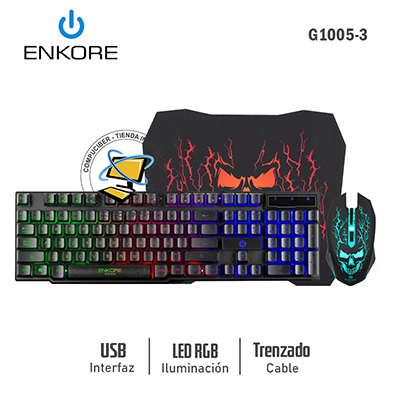 ENKORE
G1005-3
COMPUCIBER - TIENDA
ENKORE
USB
Interfaz
LED RGB
Iluminación
Trenzado
Cable